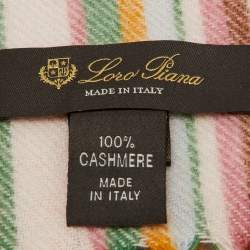 Loro Piana
MADE IN ITALY
100%
CASHMERE
MADE
IN ITALY